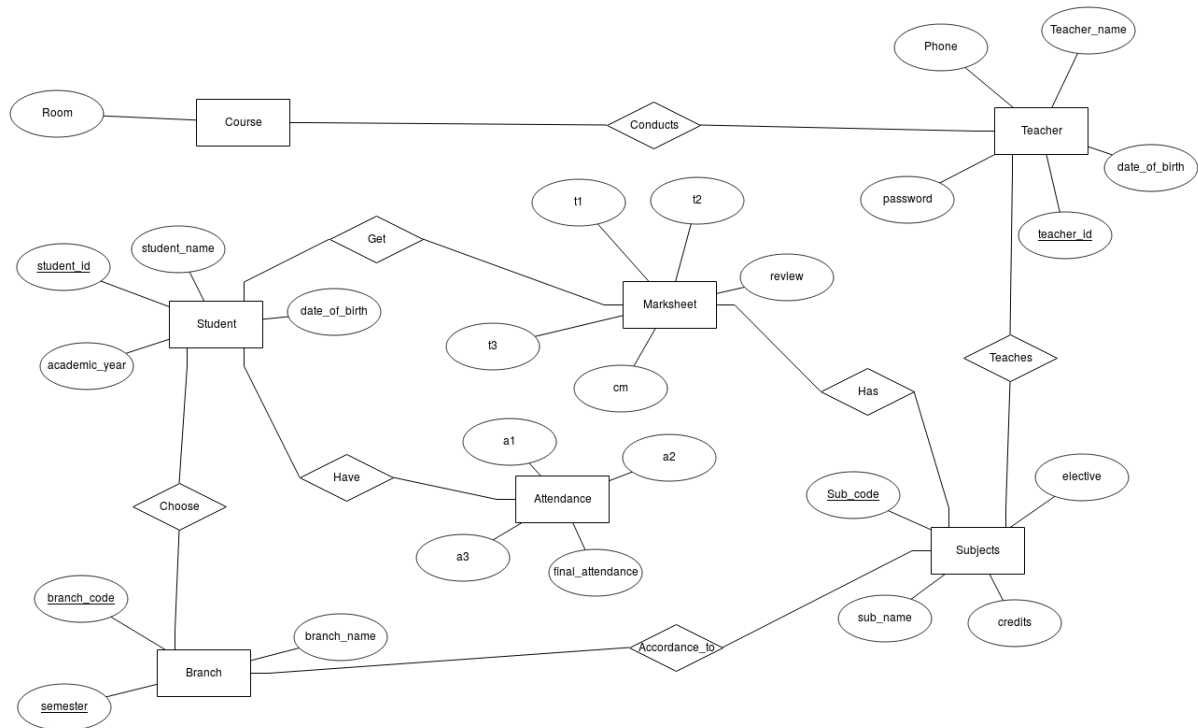 Teacher_name
Phone
Room
Course
Conducts
Teacher
date_of_birth
password
t1
t2
teacher_id
Get
student_name
student_id
review
Marksheet
date_of_birth
Student
t3
Teaches
academic_year
cm
Has
a1
a2
Have
elective
Sub_code
Attendance
Choose
Subjects
a3
final_attendance
branch_code
sub_name
credits
branch_name
Accordance_to
Branch
semester